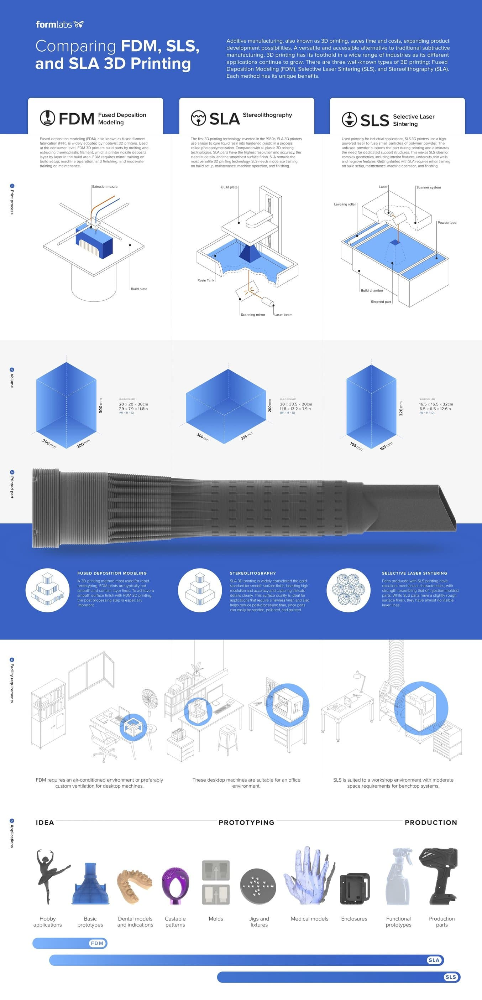 formlabs
Comparing FDM, SLS,
and SLA 3D Printing
Additive manufacturing, also known as 3D printing, saves time and costs, expanding product
development possibilities. A versatile and accessible alternative to traditional subtractive
manufacturing, 3D printing has its foothold in a wide range of industries as its different
applications continue to grow. There are three well-known types of 3D printing: Fused
Deposition Modeling (FDM), Selective Laser Sintering (SLS), and Stereolithography (SLA).
Each method has its unique benefits.
FDM
Fused Deposition
Modeling
Fused deposition modeling (FDM), also known as fused filament
fabrication (FFF), is widely adopted by hobbyist 3D printers. Used
at the consumer level, FDM 3D printers build parts by melting and
extruding thermoplastic filament, which a printer nozzle deposits
layer by layer in the build area. FDM requires minor training on
build setup, machine operation, and finishing; and moderate
training on maintenance.
SLA
Stereolithography
The first 3D printing technology invented in the 1980s, SLA 3D printers
use a laser to cure liquid resin into hardened plastic in a process
called photopolymerization. Compared with all plastic 3D printing
technologies, SLA parts have the highest resolution and accuracy, the
clearest details, and the smoothest surface finish. SLA remains the
most versatile 3D printing technology. SLS needs moderate training
on build setup, maintenance, machine operation, and finishing.
SLS
Selective Laser
Sintering
Used primarily for industrial applications, SLS 3D printers use a high-
powered laser to fuse small particles of polymer powder. The
unfused powder supports the part during printing and eliminates
the need for dedicated support structures. This makes SLS ideal for
complex geometries, including interior features, undercuts, thin walls,
and negative features. Getting started with SLA requires minor training
on build setup, maintenance, machine operation, and finishing.
1 Print process
Extrusion nozzle
Build plate
Build plate
Resin Tank
Scanning mirror
Laser beam
Laser
Scanner system
Leveling roller
Powder bed
Build chamber
Sintered part
2 Volume
300 mm
200 mm
200 mm
BUILD VOLUME
20 x 20 x 30cm
7.9 x 7.9 x 11.8in
(W × H × D)
200 mm
300 mm
335 mm
BUILD VOLUME
30 x 33.5 x 20cm
11.8 x 13.2 x 7.9in
(W × H × D)
320 mm
165 mm
165 mm
BUILD VOLUME
16.5 x 16.5 x 32cm
6.5 x 6.5 x 12.6in
(W × H × D)
3 Printed part
FUSED DEPOSITION MODELING
A 3D printing method most used for rapid
prototyping, FDM prints are typically not
smooth and contain layer lines. To achieve a
smooth surface finish with FDM 3D printing,
the post processing step is especially
important.
STEREOLITOGRAPHY
SLA 3D printing is widely considered the gold
standard for smooth surface finish, boasting high
resolution and accuracy and capturing intricate
details clearly. This surface quality is ideal for
applications that require a flawless finish and also
helps reduce post-processing time, since parts
can easily be sanded, polished, and painted.
SELECTIVE LASER SINTERING
Parts produced with SLS printing have
excellent mechanical characteristics, with
strength resembling that of injection-molded
parts. While SLS parts have a slightly rough
surface finish, they have almost no visible
layer lines.
4 Facility requirements
FDM requires an air-conditioned environment or preferably
custom ventilation for desktop machines.
These desktop machines are suitable for an office
environment.
SLS is suited to a workshop environment with moderate
space requirements for benchtop systems.
5 Applications
IDEA
PROTOTYPING
PRODUCTION
Hobby
applications
Basic
prototypes
Dental models
and indications
Castable
patterns
Molds
Jigs and
fixtures
Medical models
Enclosures
Functional
prototypes
Production
parts
FDM
SLA
SLS